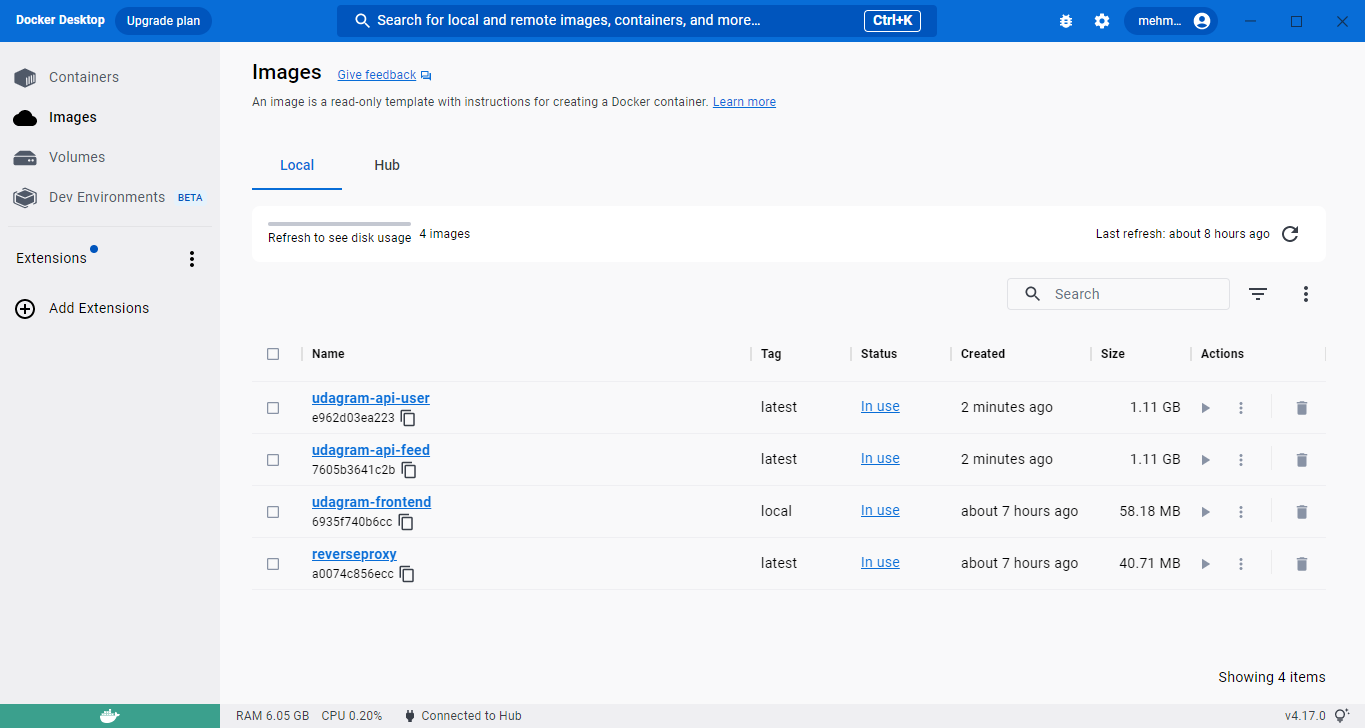 Docker Desktop Upgrade plan Search for local and remote images, containers, and more... Ctrl+K mehm...
Containers
Images
Volumes
Dev Environments BETA
Extensions
Add Extensions
Images Give feedback
An image is a read-only template with instructions for creating a Docker container. Learn more
Local Hub
Refresh to see disk usage 4 images Last refresh: about 8 hours ago
Search
Name Tag Status Created Size Actions
udagram-api-user
e962d03ea223 latest In use 2 minutes ago 1.11 GB
udagram-api-feed
7605b3641c2b latest In use 2 minutes ago 1.11 GB
udagram-frontend
6935f740b6cc local In use about 7 hours ago 58.18 MB
reverseproxy
a0074c856ecc latest In use about 7 hours ago 40.71 MB
Showing 4 items
RAM 6.05 GB CPU 0.20% Connected to Hub v4.17.0